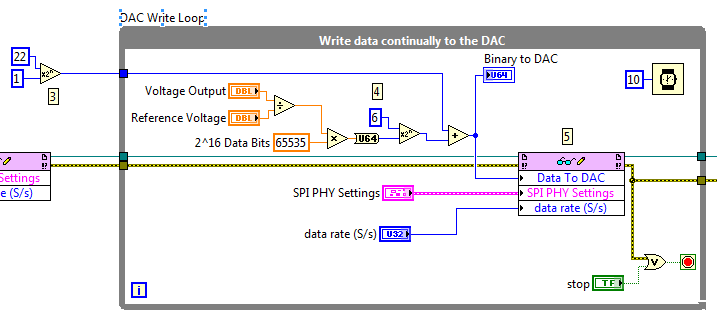 DAC Write Loop
Write data continually to the DAC
22
1
x2ⁿ
3
Voltage Output
DBL
Reference Voltage
DBL
÷
2^16 Data Bits
65535
x
U64
4
6
x2ⁿ
+
Binary to DAC
U64
10
5
Settings
e (S/s)
Data To DAC
SPI PHY Settings
data rate (S/s)
SPI PHY Settings
data rate (S/s)
U32
stop
TF
V
i